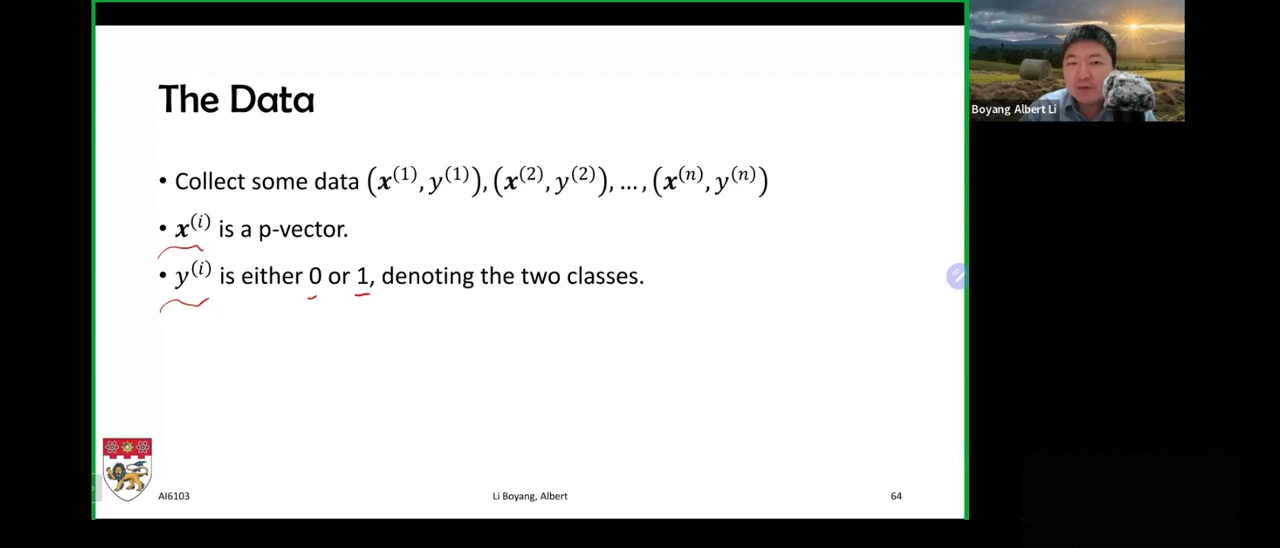 The Data
• Collect some data (𝒙⁽¹⁾, 𝑦⁽¹⁾), (𝒙⁽²⁾, 𝑦⁽²⁾), …, (𝒙⁽ⁿ⁾, 𝑦⁽ⁿ⁾)
• 𝒙⁽ⁱ⁾ is a p-vector.
• 𝑦⁽ⁱ⁾ is either 0 or 1, denoting the two classes.
AI6103 Li Boyang, Albert 64
Boyang Albert Li